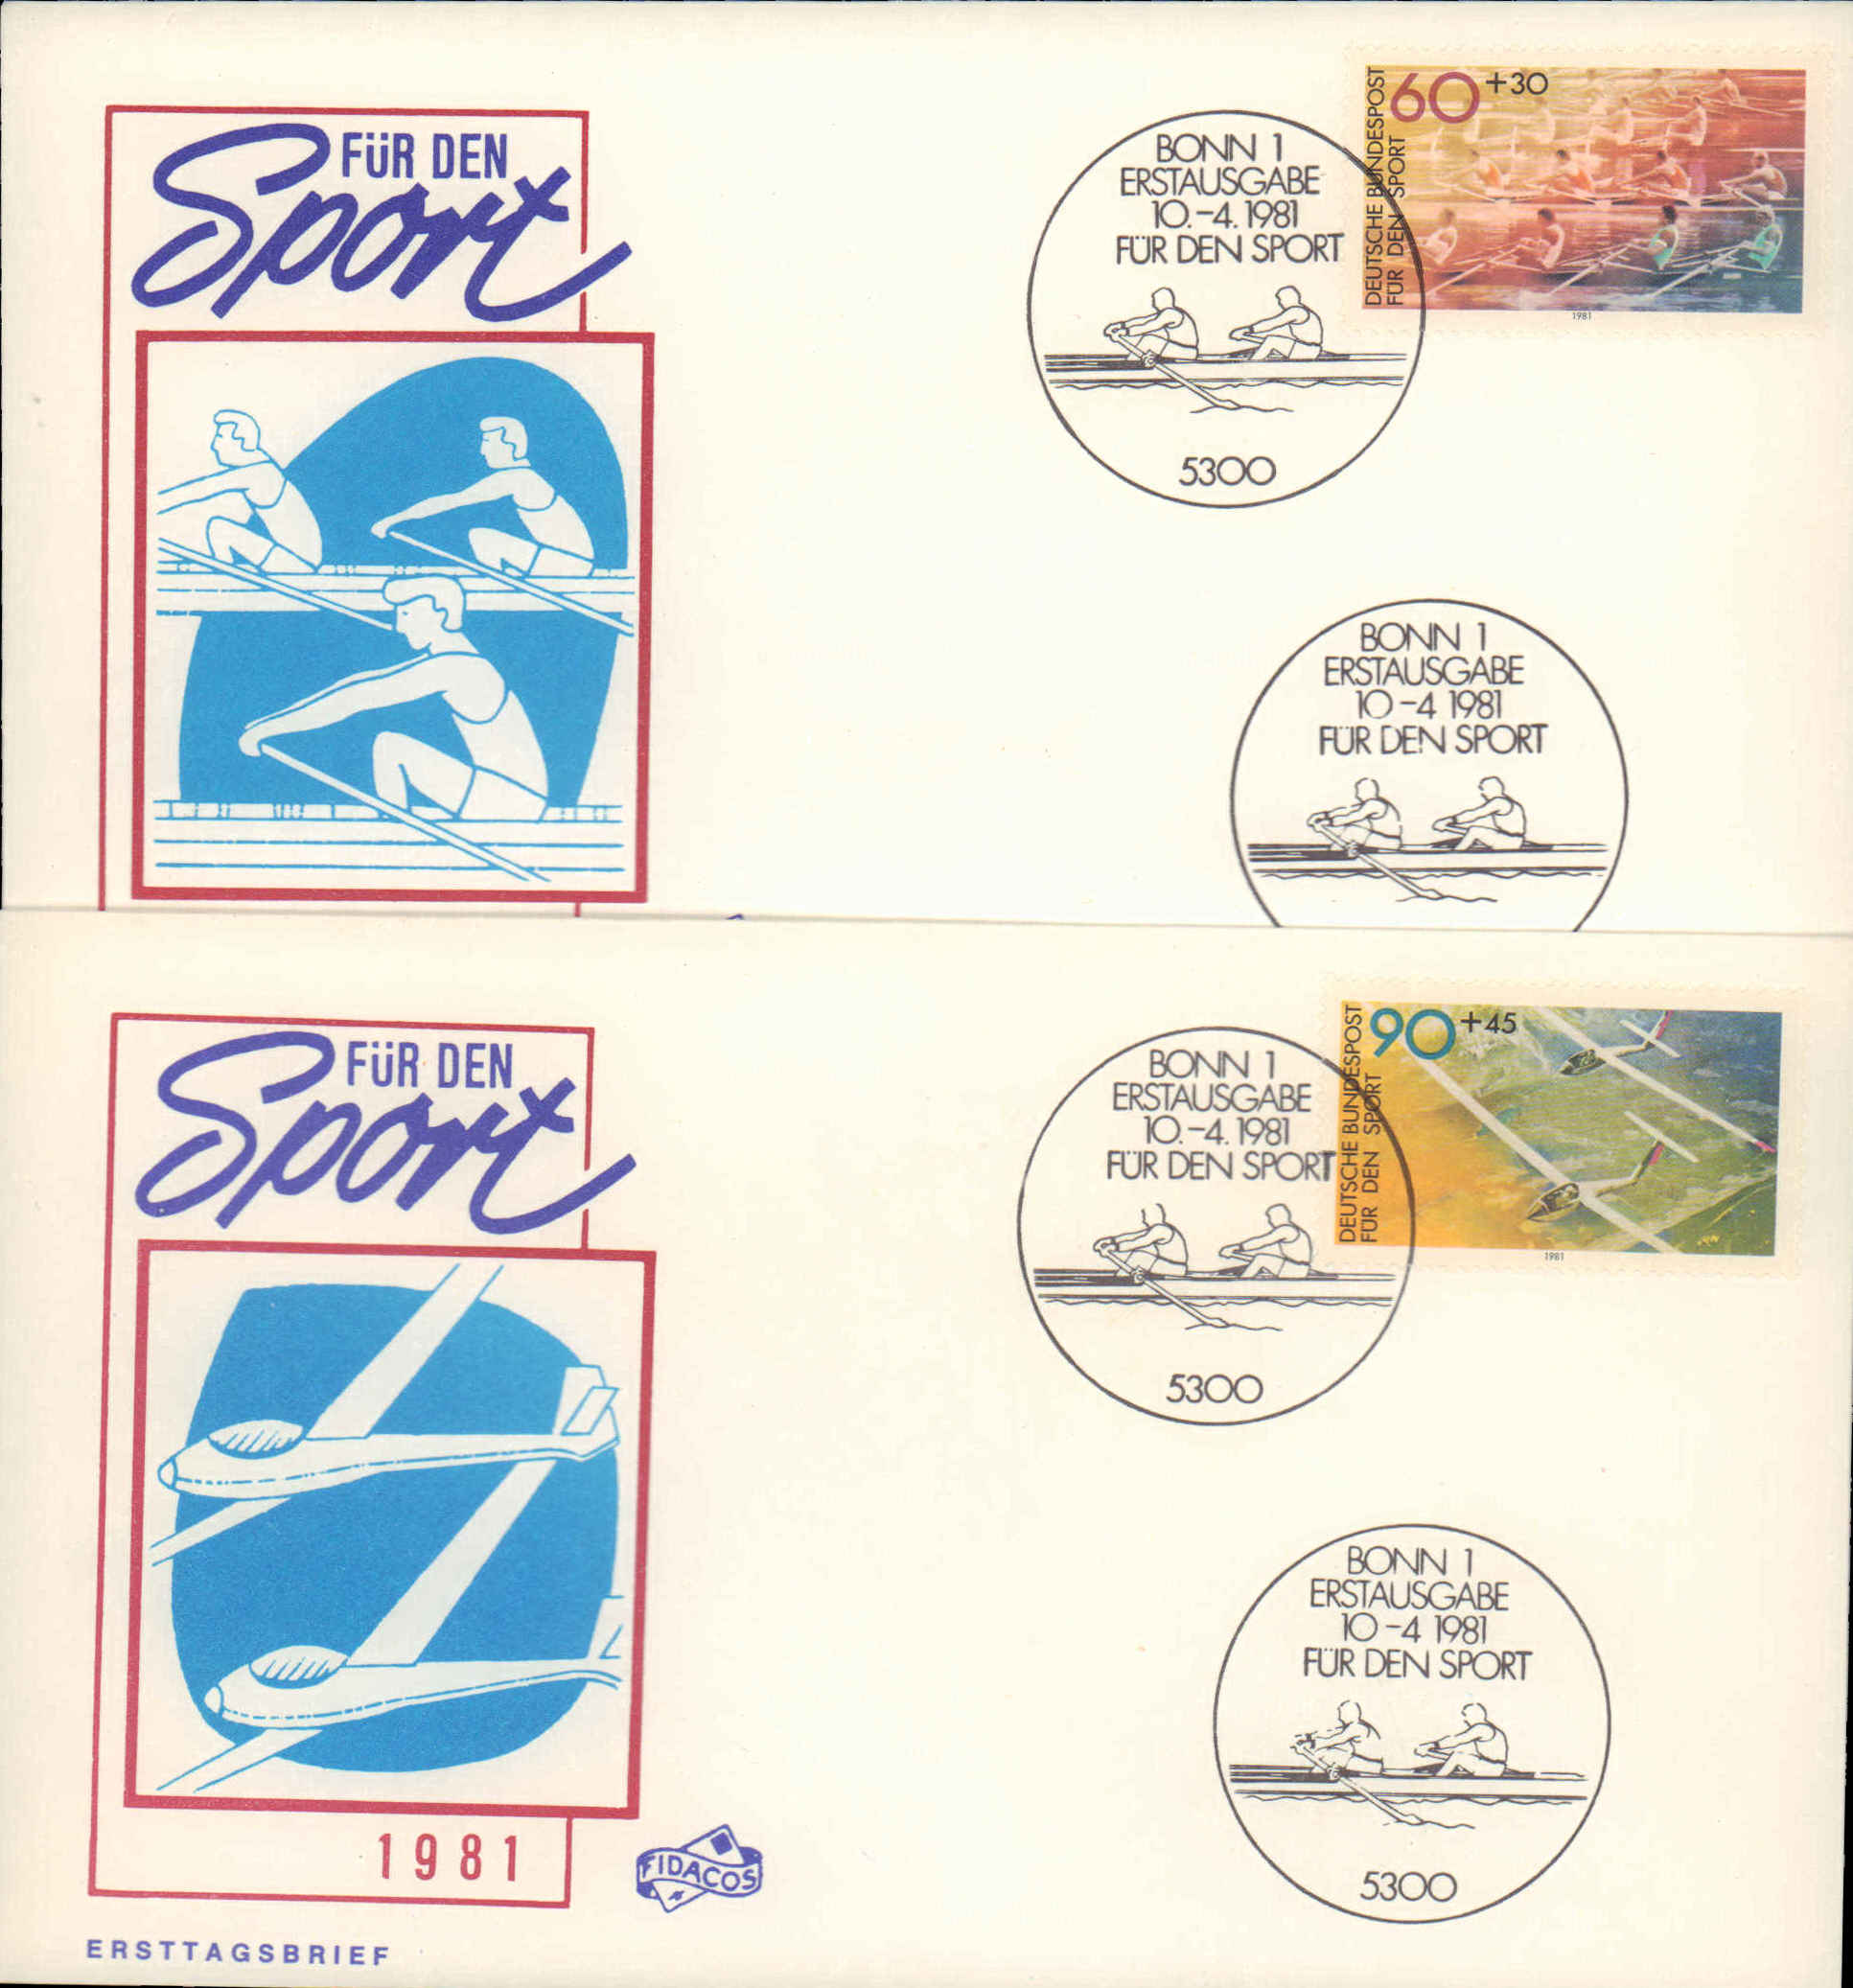 FÜR DEN
Sport
BONN 1
ERSTAUSGABE
10.-4.1981
FÜR DEN SPORT
5300
60+30
DEUTSCHE BUNDESPOST
FÜR DEN SPORT
1981
BONN 1
ERSTAUSGABE
10-4 1981
FÜR DEN SPORT
FÜR DEN
Sport
1981
FIDACOS
ERSTTAGSBRIEF
BONN 1
ERSTAUSGABE
10.-4.1981
FÜR DEN SPORT
5300
90+45
DEUTSCHE BUNDESPOST
FÜR DEN SPORT
1981
BONN 1
ERSTAUSGABE
10-4 1981
FÜR DEN SPORT
5300